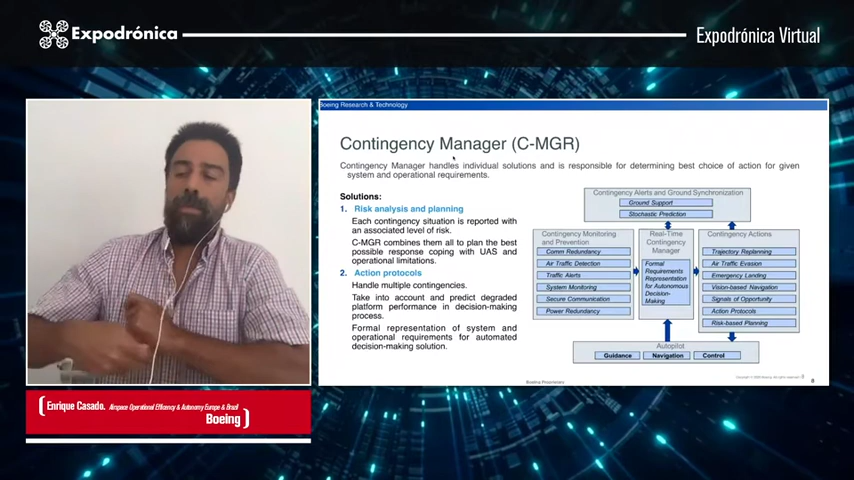 Expodrónica
Expodrónica Virtual
Boeing Research & Technology
Contingency Manager (C-MGR)
Contingency Manager handles individual solutions and is responsible for determining best choice of action for given
system and operational requirements.
Solutions:
1. Risk analysis and planning
Each contingency situation is reported with
an associated level of risk.
C-MGR combines them all to plan the best
possible response coping with UAS and
operational limitations.
2. Action protocols
Handle multiple contingencies.
Take into account and predict degraded
platform performance in decision-making
process.
Formal representation of system and
operational requirements for automated
decision-making solution.
Contingency Alerts and Ground Synchronization
Ground Support
Stochastic Prediction
Contingency Monitoring
and Prevention
Comm Redundancy
Air Traffic Detection
Traffic Alerts
System Monitoring
Secure Communication
Power Redundancy
Real-Time
Contingency
Manager
Formal
Requirements
Representation
for Autonomous
Decision-
Making
Contingency Actions
Trajectory Replanning
Air Traffic Evasion
Emergency Landing
Vision-based Navigation
Signals of Opportunity
Action Protocols
Risk-based Planning
Autopilot
Guidance
Navigation
Control
Boeing Proprietary
8
Enrique Casado. Airspace Operational Efficiency & Autonomy Europe & Brazil
Boeing